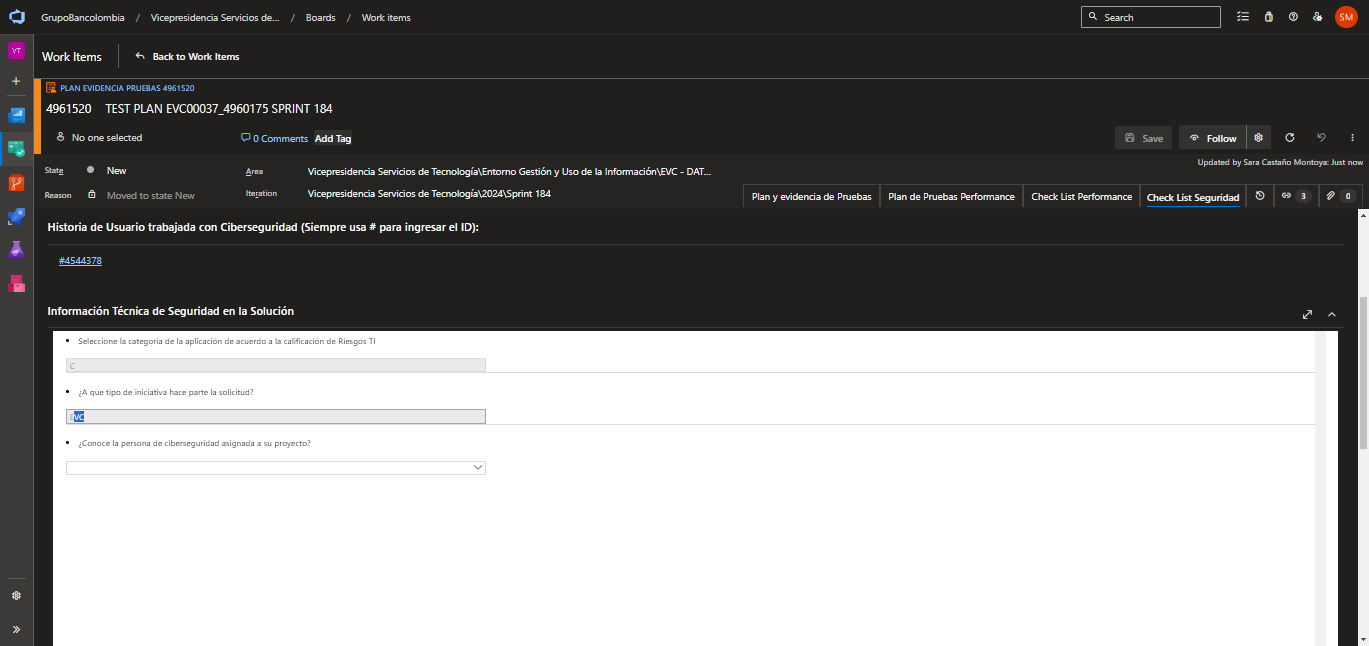 GrupoBancolombia / Vicepresidencia Servicios de... / Boards / Work items
Search
SM
VT
Work Items
Back to Work Items
PLAN EVIDENCIA PRUEBAS 4961520
4961520 TEST PLAN EVC00037_4960175 SPRINT 184
No one selected
0 Comments
Add Tag
Save
Follow
Updated by Sara Castaño Montoya: Just now
State
New
Area
Vicepresidencia Servicios de Tecnología\Entorno Gestión y Uso de la Información\EVC - DAT...
Reason
Moved to state New
Iteration
Vicepresidencia Servicios de Tecnología\2024\Sprint 184
Plan y evidencia de Pruebas
Plan de Pruebas Performance
Check List Performance
Check List Seguridad
3
0
Historia de Usuario trabajada con Ciberseguridad (Siempre usa # para ingresar el ID):
#4544378
Información Técnica de Seguridad en la Solución
• Seleccione la categoria de la aplicación de acuerdo a la calificación de Riesgos TI
C
• ¿A que tipo de iniciativa hace parte la solicitud?
EVC
• ¿Conoce la persona de ciberseguridad asignada a su proyecto?